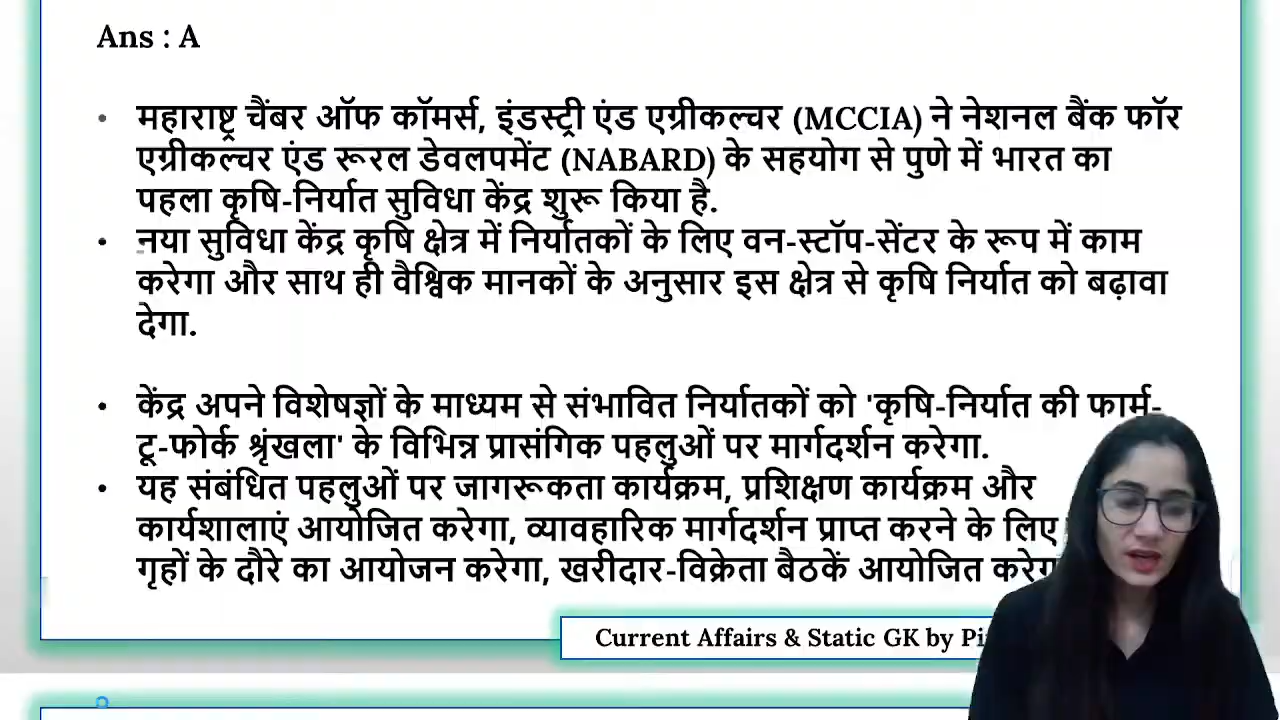 Ans : A
• महाराष्ट्र चैंबर ऑफ कॉमर्स, इंडस्ट्री एंड एग्रीकल्चर (MCCIA) ने नेशनल बैंक फॉर
एग्रीकल्चर एंड रूरल डेवलपमेंट (NABARD) के सहयोग से पुणे में भारत का
पहला कृषि-निर्यात सुविधा केंद्र शुरू किया है.
• नया सुविधा केंद्र कृषि क्षेत्र में निर्यातकों के लिए वन-स्टॉप-सेंटर के रूप में काम
करेगा और साथ ही वैश्विक मानकों के अनुसार इस क्षेत्र से कृषि निर्यात को बढ़ावा
देगा.
• केंद्र अपने विशेषज्ञों के माध्यम से संभावित निर्यातकों को 'कृषि-निर्यात की फार्म-
टू-फोर्क श्रृंखला' के विभिन्न प्रासंगिक पहलुओं पर मार्गदर्शन करेगा.
• यह संबंधित पहलुओं पर जागरूकता कार्यक्रम, प्रशिक्षण कार्यक्रम और
कार्यशालाएं आयोजित करेगा, व्यावहारिक मार्गदर्शन प्राप्त करने के लिए
गृहों के दौरे का आयोजन करेगा, खरीदार-विक्रेता बैठकें आयोजित
Current Affairs & Static GK by